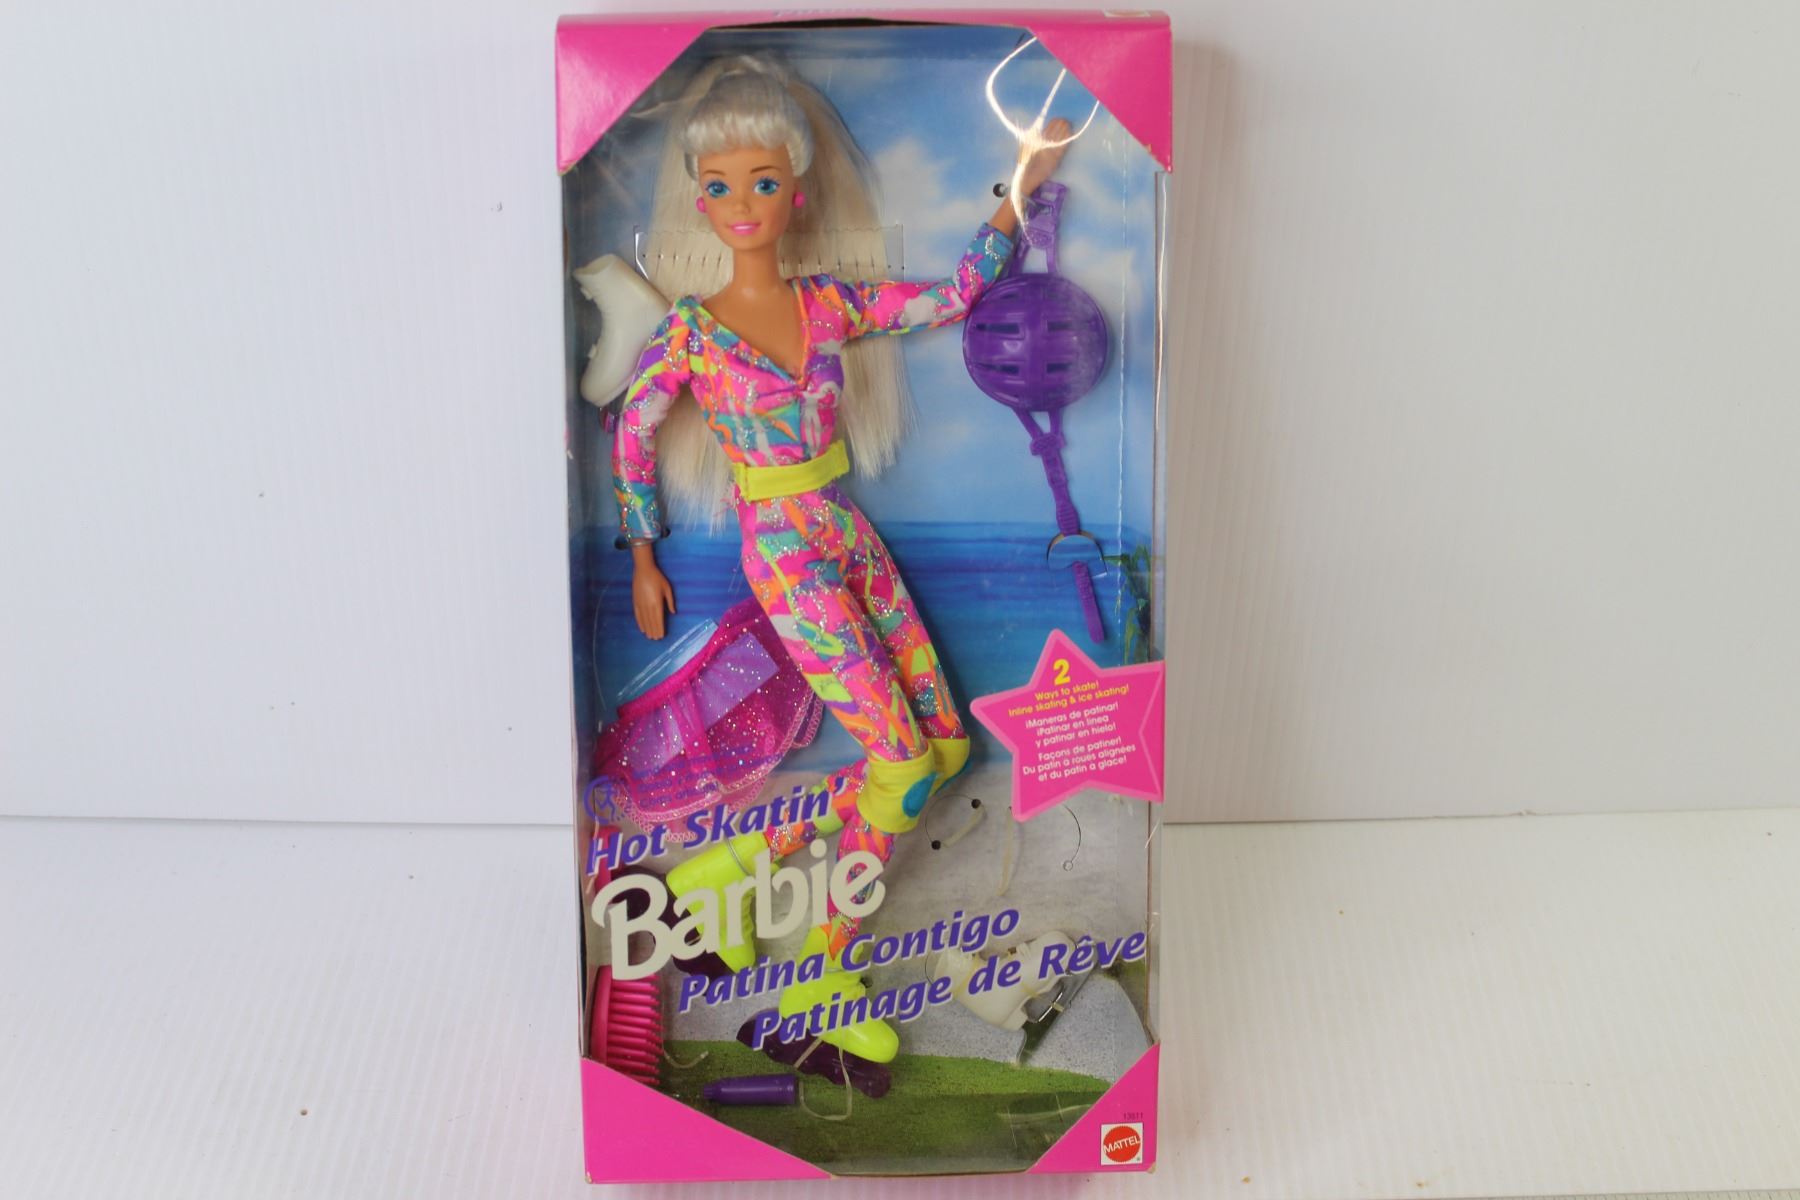 2
Ways to skate!
Inline skating & ice skating!
¡Maneras de patinar!
¡Patinar en linea
y patinar en hielo!
Façons de patiner!
Du patin a roues alignées
et du patin a glace!
Hot Skatin'
Barbie
Patina Contigo
Patinage de Rêve
13511
MATTEL